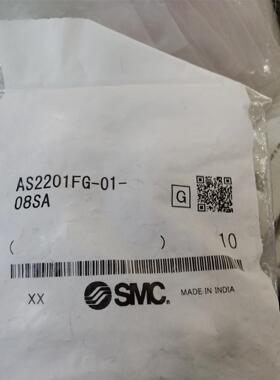 AS2201FG-01-
08SA
G
( ) 10
XX SMC® MADE IN INDIA